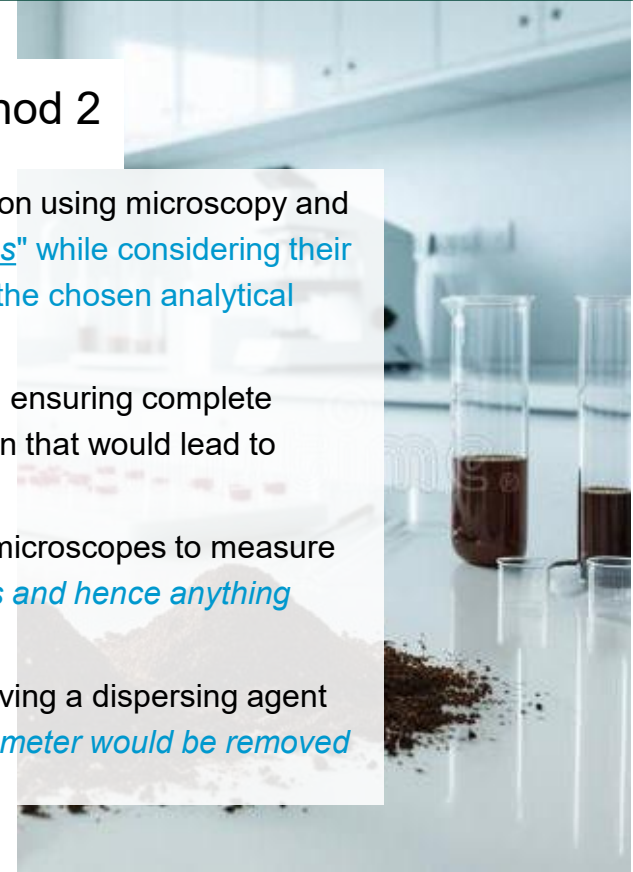 nod 2
on using microscopy and
s" while considering their
the chosen analytical
ensuring complete
n that would lead to
microscopes to measure
s and hence anything
ving a dispersing agent
meter would be removed